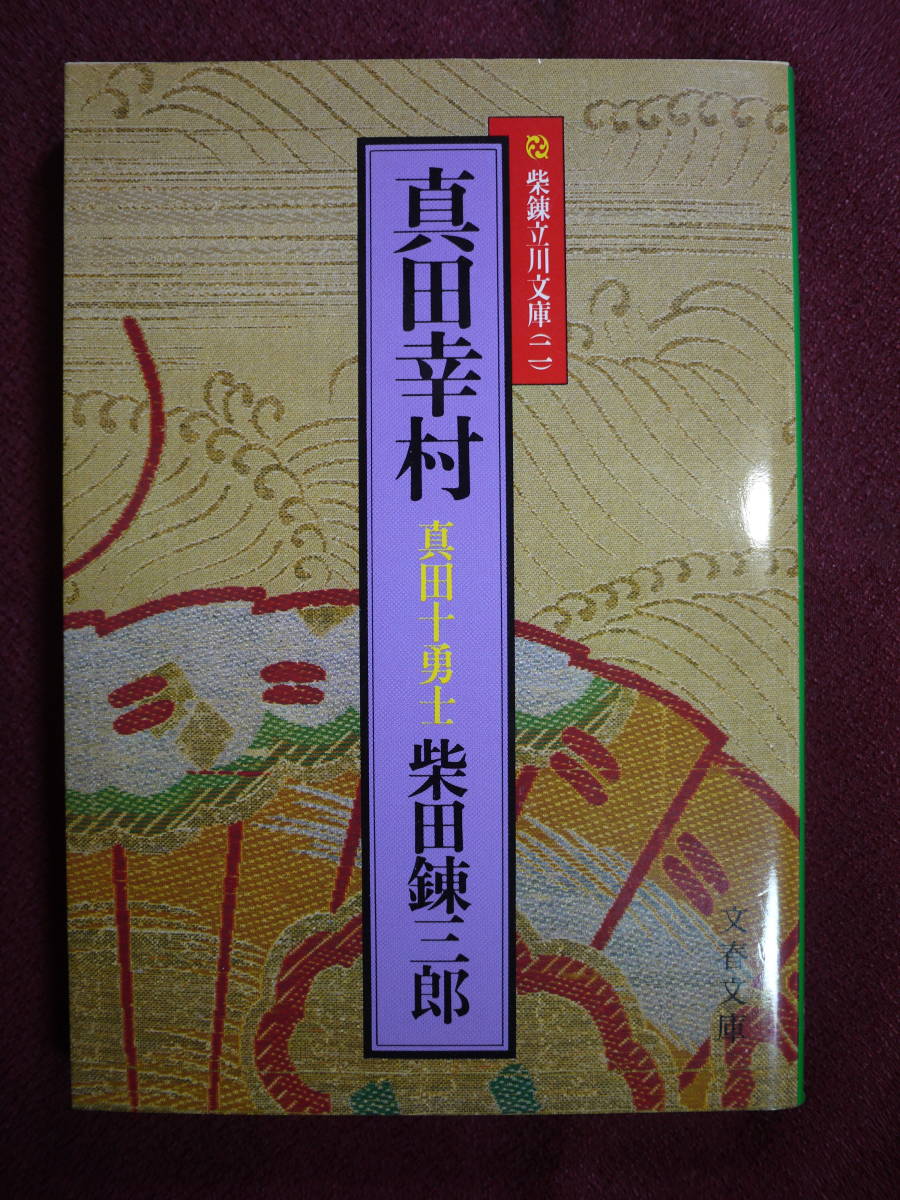 柴錬立川文庫(二)
真田幸村
真田十勇士
柴田錬三郎
文春文庫